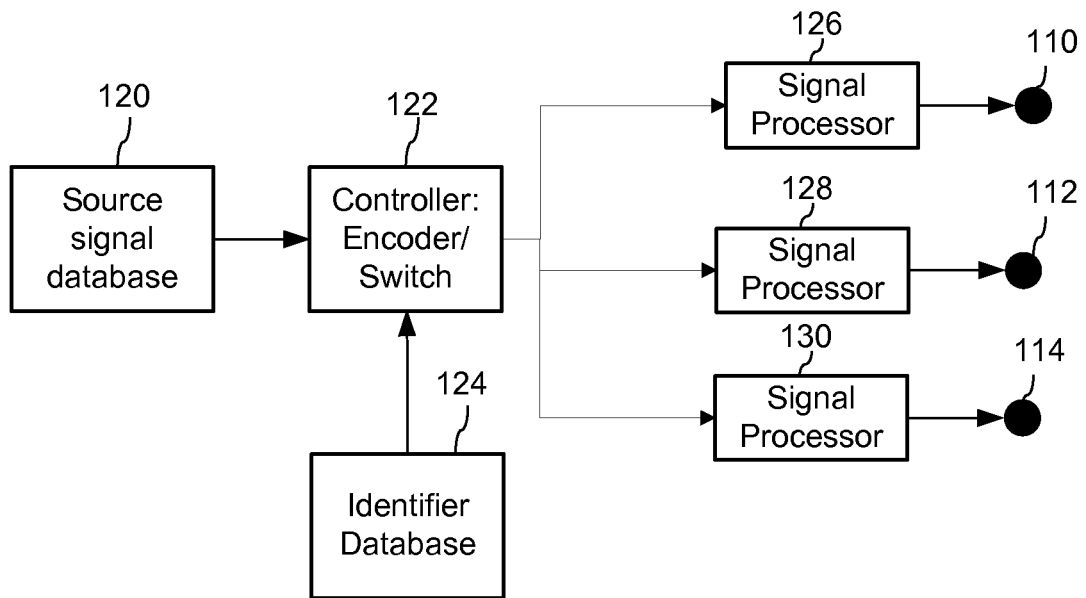 126
110
Signal
Processor
120
122
Source
signal
database
Controller:
Encoder/
Switch
128
112
Signal
Processor
130
114
Signal
Processor
124
Identifier
Database